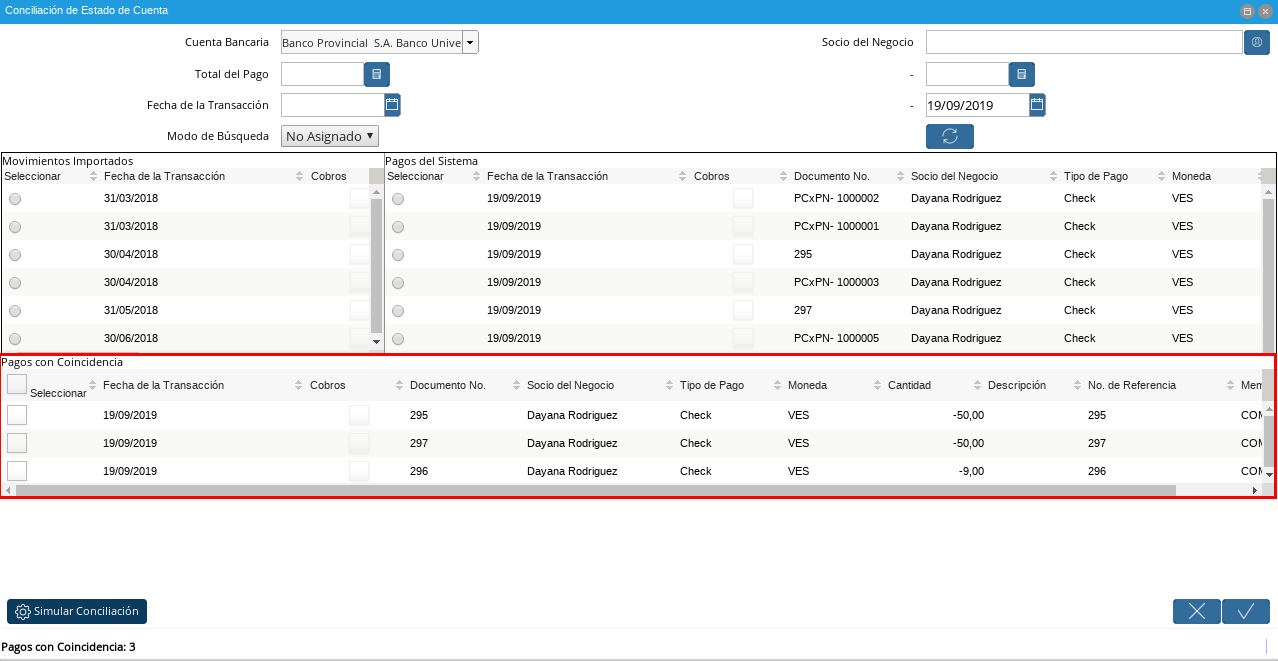 Conciliación de Estado de Cuenta
Cuenta Bancaria Banco Provincial S.A. Banco Unive Socio del Negocio
Total del Pago -
Fecha de la Transacción - 19/09/2019
Modo de Búsqueda No Asignado
Movimientos Importados Pagos del Sistema
Seleccionar Fecha de la Transacción Cobros Seleccionar Fecha de la Transacción Cobros Documento No. Socio del Negocio Tipo de Pago Moneda
31/03/2018 19/09/2019 PCxPN- 1000002 Dayana Rodriguez Check VES
31/03/2018 19/09/2019 PCxPN- 1000001 Dayana Rodriguez Check VES
30/04/2018 19/09/2019 295 Dayana Rodriguez Check VES
30/04/2018 19/09/2019 PCxPN- 1000003 Dayana Rodriguez Check VES
31/05/2018 19/09/2019 297 Dayana Rodriguez Check VES
30/06/2018 19/09/2019 PCxPN- 1000005 Dayana Rodriguez Check VES
Pagos con Coincidencia
Seleccionar Fecha de la Transacción Cobros Documento No. Socio del Negocio Tipo de Pago Moneda Cantidad Descripción No. de Referencia Mem
19/09/2019 295 Dayana Rodriguez Check VES -50,00 295 COM
19/09/2019 297 Dayana Rodriguez Check VES -50,00 297 COM
19/09/2019 296 Dayana Rodriguez Check VES -9,00 296 COM
Simular Conciliación
Pagos con Coincidencia: 3